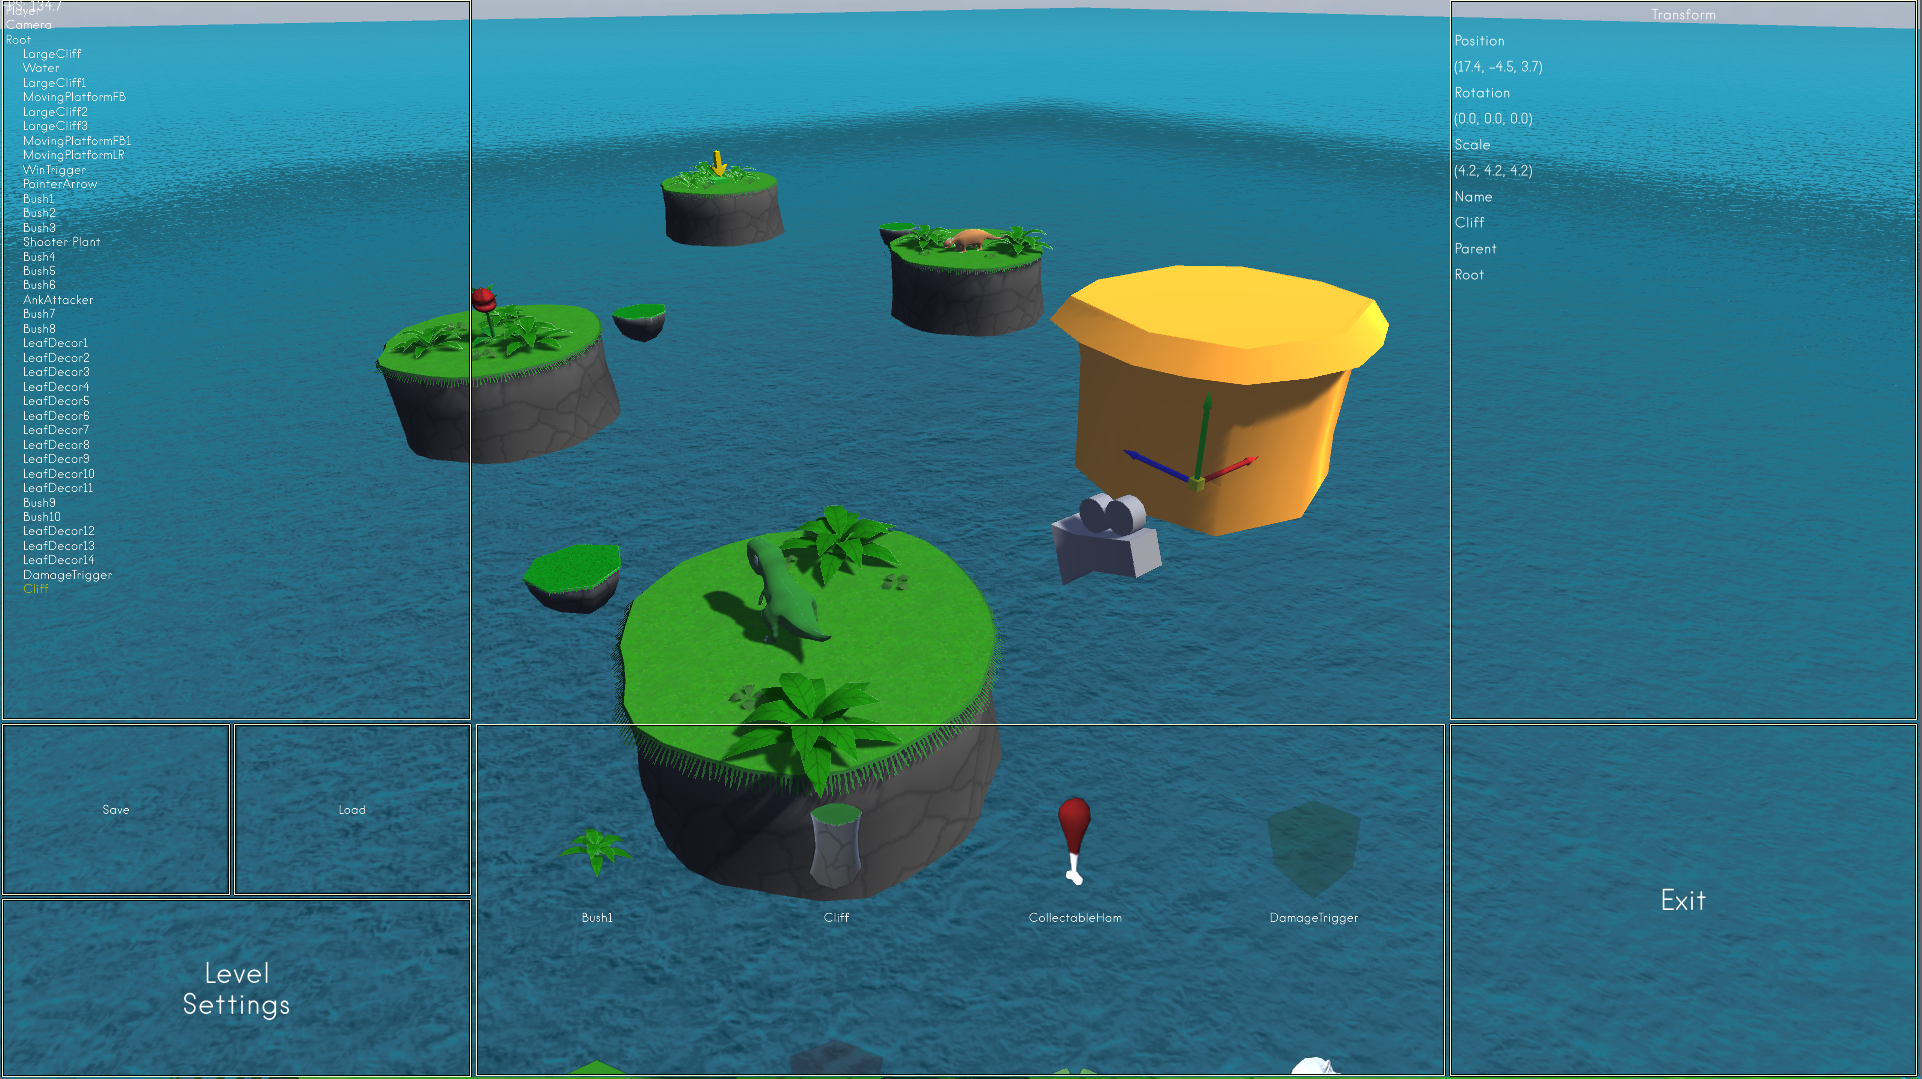 Player
Camera
Root
LargeCliff
Water
LargeCliff1
MovingPlatformFB
LargeCliff2
LargeCliff3
MovingPlatformFB1
MovingPlatformLR
WinTrigger
PointerArrow
Bush1
Bush2
Bush3
Shooter Plant
Bush4
Bush5
Bush6
AnkAttacker
Bush7
Bush8
LeafDecor1
LeafDecor2
LeafDecor3
LeafDecor4
LeafDecor5
LeafDecor6
LeafDecor7
LeafDecor8
LeafDecor9
LeafDecor10
LeafDecor11
Bush9
Bush10
LeafDecor12
LeafDecor13
LeafDecor14
DamageTrigger
Cliff
Save
Load
Level
Settings
Bush1
Cliff
CollectableHam
DamageTrigger
Transform
Position
(17.4, -4.5, 3.7)
Rotation
(0.0, 0.0, 0.0)
Scale
(4.2, 4.2, 4.2)
Name
Cliff
Parent
Root
Exit